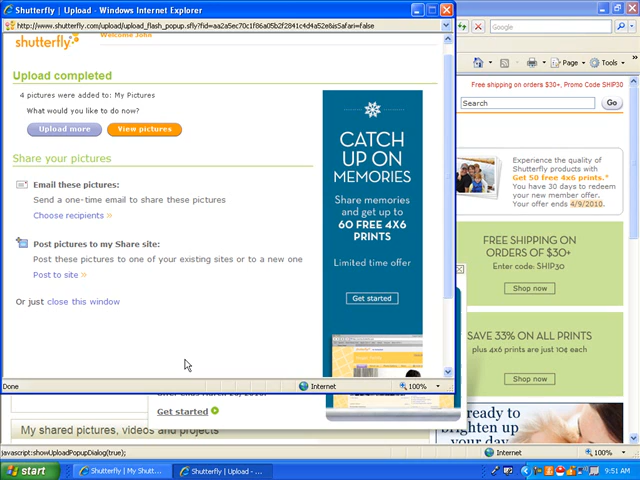 Shutterfly | Upload - Windows Internet Explorer
http://www.shutterfly.com/upload/upload_flash_popup.sfly?fid=aa2a5ec70c1f86a05b2f2841c4d4a52e&isSafari=false
Shutterfly
Welcome John
Upload completed
4 pictures were added to: My Pictures
What would you like to do now?
Upload more
View pictures
Share your pictures
Email these pictures:
Send a one-time email to share these pictures
Choose recipients »
Post pictures to my Share site:
Post these pictures to one of your existing sites or to a new one
Post to site »
Or just close this window
CATCH
UP ON
MEMORIES
Share memories
and get up to
60 FREE 4X6
PRINTS
Limited time offer
Get started
Done
Internet
100%
Google
Page
Tools
Free shipping on orders $30+, Promo Code SHIP30
Search
Go
Experience the quality of
Shutterfly products with
Get 50 free 4x6 prints.*
You have 30 days to redeem
your new member offer.
Your offer ends 4/9/2010.
FREE SHIPPING ON
ORDERS OF $30+
Enter code: SHIP30
Shop now
SAVE 33% ON ALL PRINTS
plus 4x6 prints are just 10¢ each
Shop now
ready to
brighten up
your day
Get started
My shared pictures, videos and projects
javascript:showUploadPopupDialog(true);
Internet
100%
start
Shutterfly | My Shutt...
Shutterfly | Upload - ...
9:51 AM